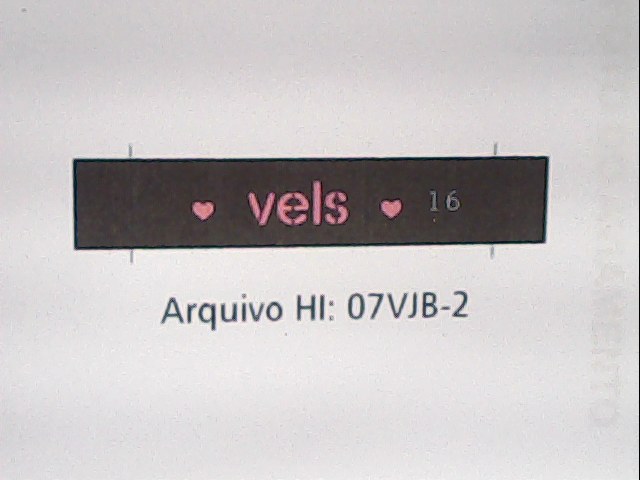 ♥ vels ♥ 16
Arquivo HI: 07VJB-2